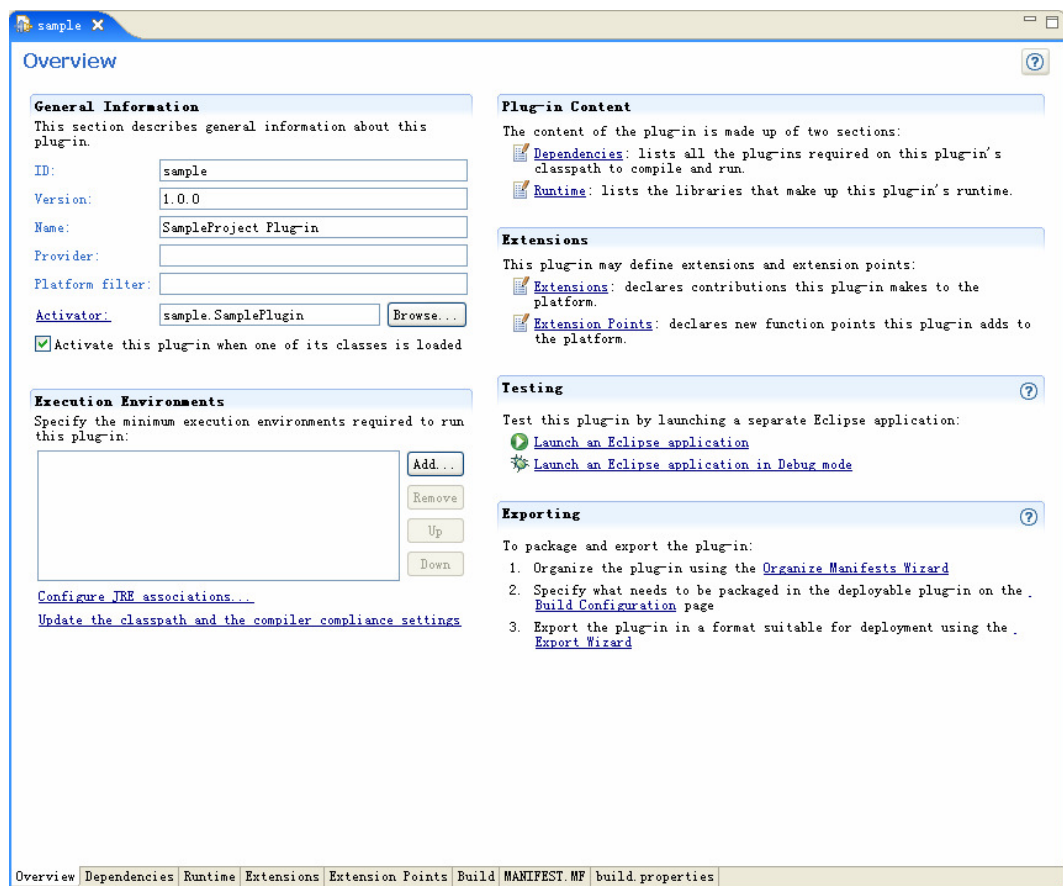 sample
Overview
General Information
This section describes general information about this
plug-in.
ID:
sample
Version:
1.0.0
Name:
SampleProject Plug-in
Provider:
Platform filter:
Activator:
sample.SamplePlugin
Browse...
Activate this plug-in when one of its classes is loaded
Execution Environments
Specify the minimum execution environments required to run
this plug-in:
Add...
Remove
Up
Down
Configure JRE associations...
Update the classpath and the compiler compliance settings
Plug-in Content
The content of the plug-in is made up of two sections:
Dependencies: lists all the plug-ins required on this plug-in's
classpath to compile and run.
Runtime: lists the libraries that make up this plug-in's runtime.
Extensions
This plug-in may define extensions and extension points:
Extensions: declares contributions this plug-in makes to the
platform.
Extension Points: declares new function points this plug-in adds to
the platform.
Testing
Test this plug-in by launching a separate Eclipse application:
Launch an Eclipse application
Launch an Eclipse application in Debug mode
Exporting
To package and export the plug-in:
1. Organize the plug-in using the Organize Manifests Wizard
2. Specify what needs to be packaged in the deployable plug-in on the
Build Configuration page
3. Export the plug-in in a format suitable for deployment using the
Export Wizard
Overview Dependencies Runtime Extensions Extension Points Build MANIFEST.MF build.properties